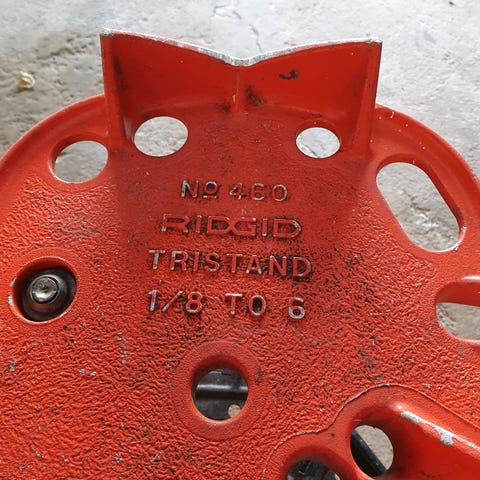 No 460
RIDGID
TRISTAND
1/8 TO 6